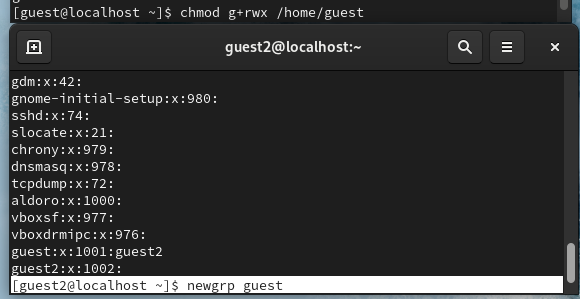 [guest@localhost ~]$ chmod g+rwx /home/guest
guest2@localhost:~
gdm:x:42:
gnome-initial-setup:x:980:
sshd:x:74:
slocate:x:21:
chrony:x:979:
dnsmasq:x:978:
tcpdump:x:72:
aldoro:x:1000:
vboxsf:x:977:
vboxdrmipc:x:976:
guest:x:1001:guest2
guest2:x:1002:
[guest2@localhost ~]$ newgrp guest